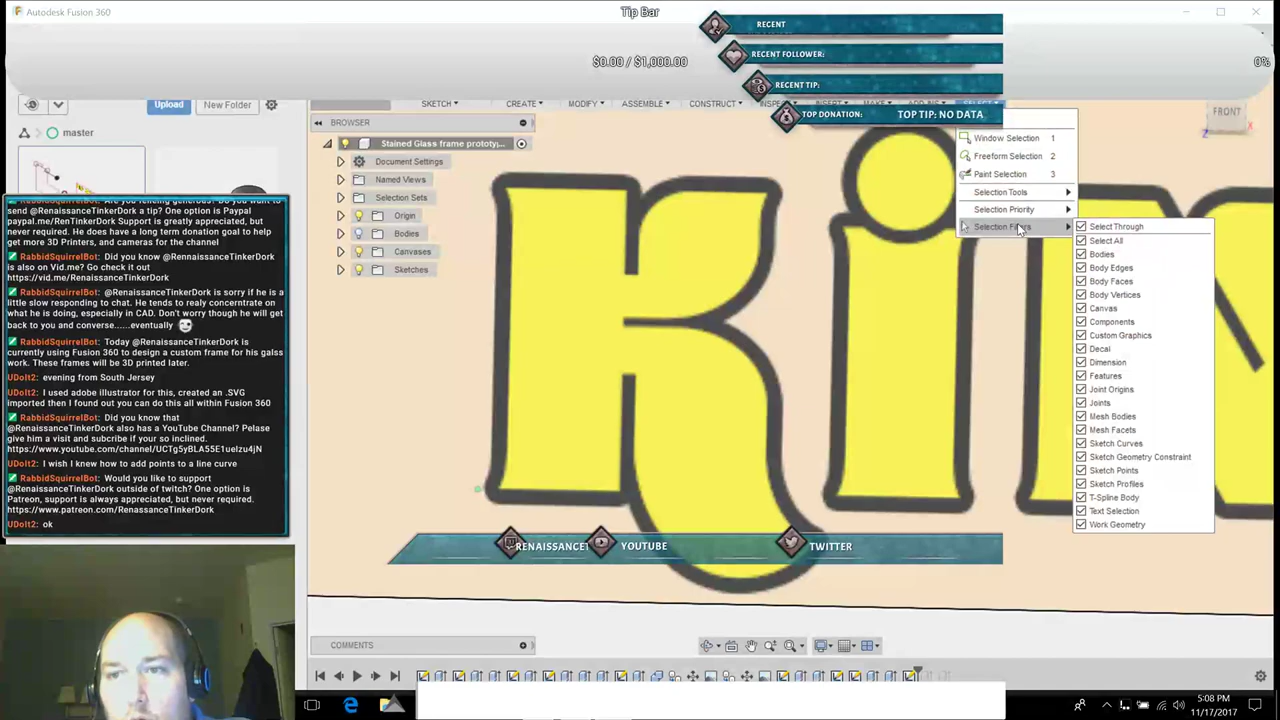 Autodesk Fusion 360
Tip Bar
RECENT
RECENT FOLLOWER:
$0.00 / $1,000.00
0%
RECENT TIP:
TOP DONATION:
TOP TIP: NO DATA
Upload
New Folder
SKETCH
CREATE
MODIFY
ASSEMBLE
CONSTRUCT
FRONT
master
BROWSER
Stained Glass frame prototy...
Document Settings
Named Views
Selection Sets
Origin
Bodies
Canvases
Sketches
Window Selection 1
Freeform Selection 2
Paint Selection 3
Selection Tools
Selection Priority
Selection Filters
Select Through
Select All
Bodies
Body Edges
Body Faces
Body Vertices
Canvas
Components
Custom Graphics
Decal
Dimension
Features
Joint Origins
Joints
Mesh Bodies
Mesh Facets
Sketch Curves
Sketch Geometry Constraint
Sketch Points
Sketch Profiles
T-Spline Body
Text Selection
Work Geometry
send @RenaissanceTinkerDork a tip? One option is Paypal
paypal.me/RenTinkerDork Support is greatly appreciated, but
never required. He does have a long term donation goal to help
get more 3D Printers, and cameras for the channel
RabbidSquirrelBot: Did you know that @RennaissanceTinkerDork
is also on Vid.me? Go check it out
https://vid.me/RenaissanceTinkerDork
RabbidSquirrelBot: @RenaissanceTinkerDork is sorry if he is a
little slow responding to chat. He tends to realy concerntrate on
what he is doing, especially in CAD. Don't worry though he will get
back to you and converse......eventually
RabbidSquirrelBot: Today @RenaissanceTinkerDork is
currently using Fusion 360 to design a custom frame for his galss
work. These frames will be 3D printed later.
UDoIt2: evening from South Jersey
UDoIt2: I used adobe illustrator for this, created an .SVG
imported then I found out you can do this all within Fusion 360
RabbidSquirrelBot: Did you know that
@RenaissanceTinkerDork also has a YouTube Channel? Pelase
give him a visit and subcribe if your so inclined.
UDoIt2: I wish I knew how to add points to a line curve
RabbidSquirrelBot: Would you like to support
@RenaissanceTinkerDork outside of twitch? One option is
Patreon, support is always appreciated, but never required.
https://www.patreon.com/RenassanceTinkerDork
UDoIt2: ok
Ki
RENAISSANCET
YOUTUBE
TWITTER
COMMENTS
5:08 PM
11/17/2017